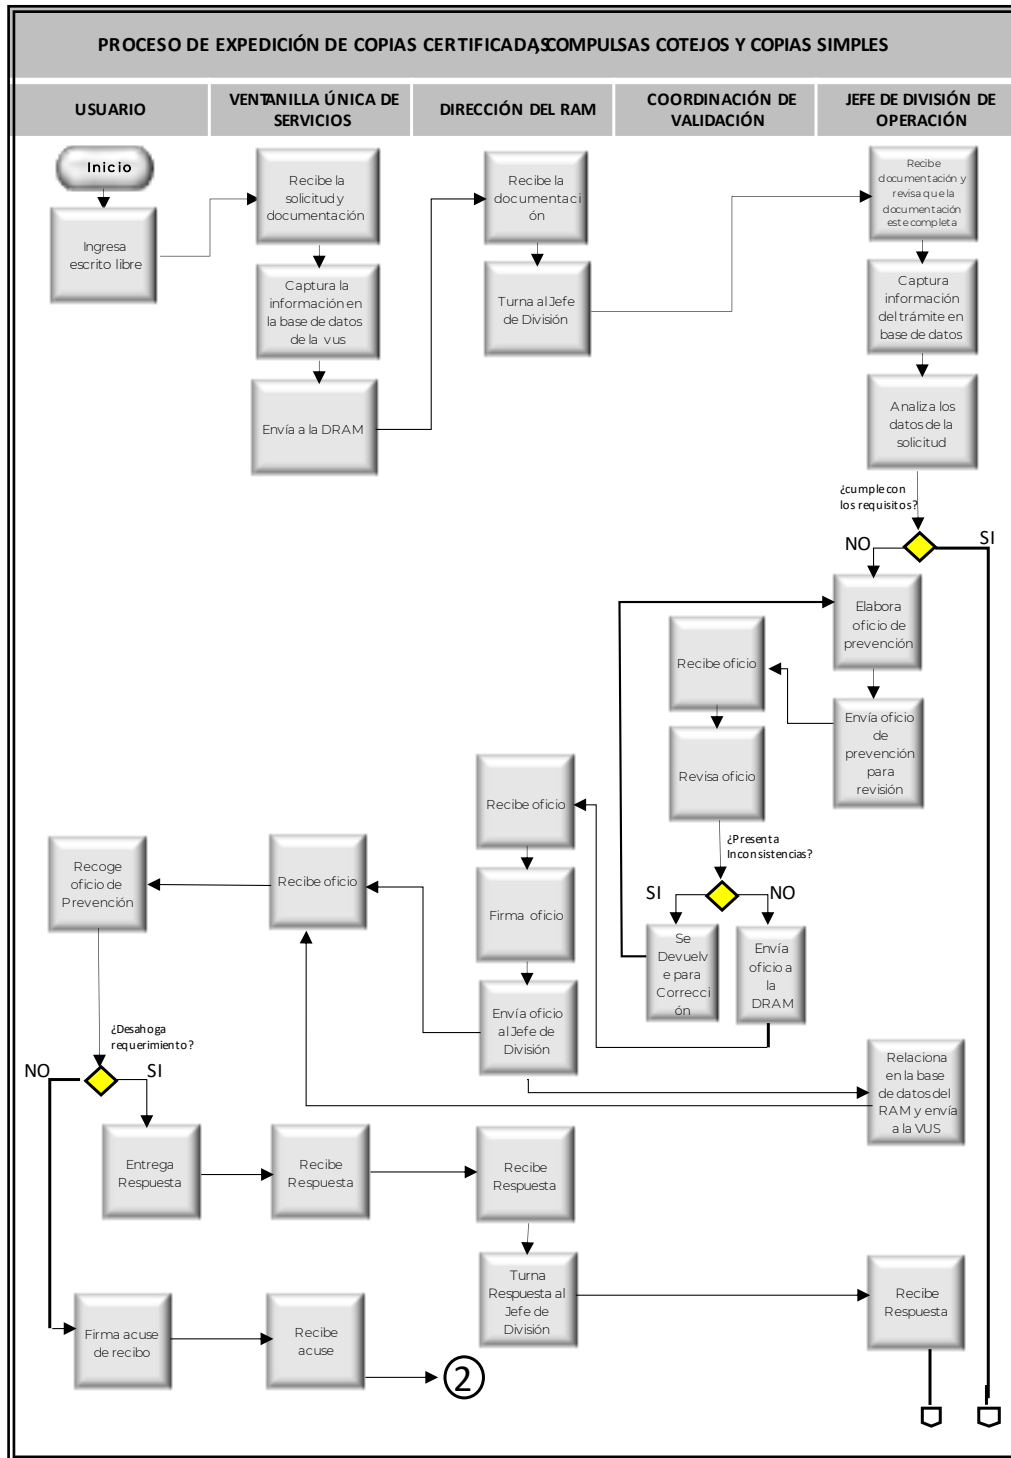 PROCESO DE EXPEDICIÓN DE COPIAS CERTIFICADAS, COMPULSAS COTEJOS Y COPIAS SIMPLES
USUARIO
VENTANILLA ÚNICA DE
SERVICIOS
DIRECCIÓN DEL RAM
COORDINACIÓN DE
VALIDACIÓN
JEFE DE DIVISIÓN DE
OPERACIÓN
Inicio
Ingresa
escrito libre
Recibe la
solicitud y
documentación
Captura la
información en
la base de datos
de la vus
Envía a la DRAM
Recibe la
documentaci
ón
Turna al Jefe
de División
Recibe
documentación y
revisa que la
documentación
este completa
Captura
información
del trámite en
base de datos
Analiza los
datos de la
solicitud
¿cumple con
los requisitos?
NO
SI
Elabora
oficio de
prevención
Envía oficio
de
prevención
para
revisión
Recibe oficio
Revisa oficio
¿Presenta
Inconsistencias?
SI
NO
Se
Devuelv
e para
Correcci
ón
Envía
oficio a
la
DRAM
Recibe oficio
Firma oficio
Envía oficio
al Jefe de
División
Recibe oficio
Recoge
oficio de
Prevención
¿Desahoga
requerimiento?
NO
SI
Relaciona
en la base
de datos del
RAM y envía
a la VUS
Entrega
Respuesta
Recibe
Respuesta
Recibe
Respuesta
Turna
Respuesta al
Jefe de
División
Recibe
Respuesta
Firma acuse
de recibo
Recibe
acuse
2